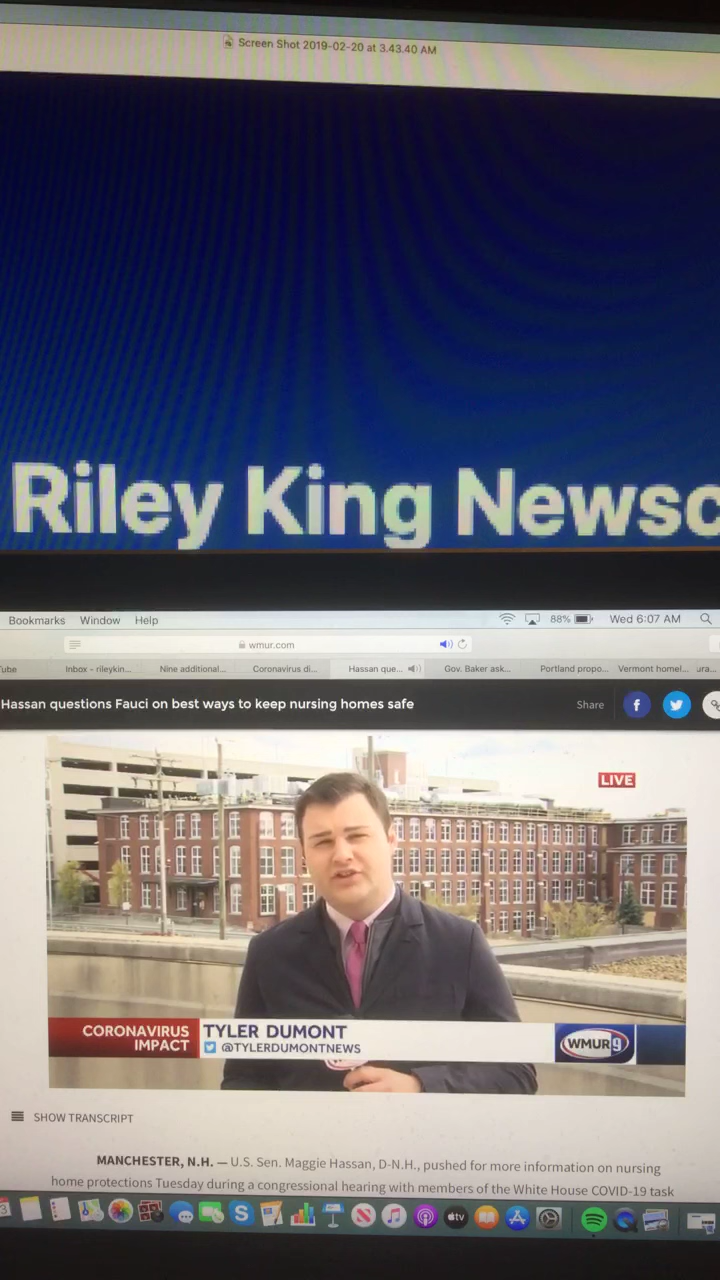 Screen Shot 2019-02-20 at 3.43.40 AM
Riley King Newsc
Bookmarks Window Help 88% Wed 6:07 AM
wmur.com
ube Inbox - rileykin... Nine additional... Coronavirus di... Hassan que... Gov. Baker ask... Portland propo... Vermont homel... ura...
Hassan questions Fauci on best ways to keep nursing homes safe Share
LIVE
CORONAVIRUS IMPACT
TYLER DUMONT
@TYLERDUMONTNEWS
WMUR9
SHOW TRANSCRIPT
MANCHESTER, N.H. — U.S. Sen. Maggie Hassan, D-N.H., pushed for more information on nursing
home protections Tuesday during a congressional hearing with members of the White House COVID-19 task
tv